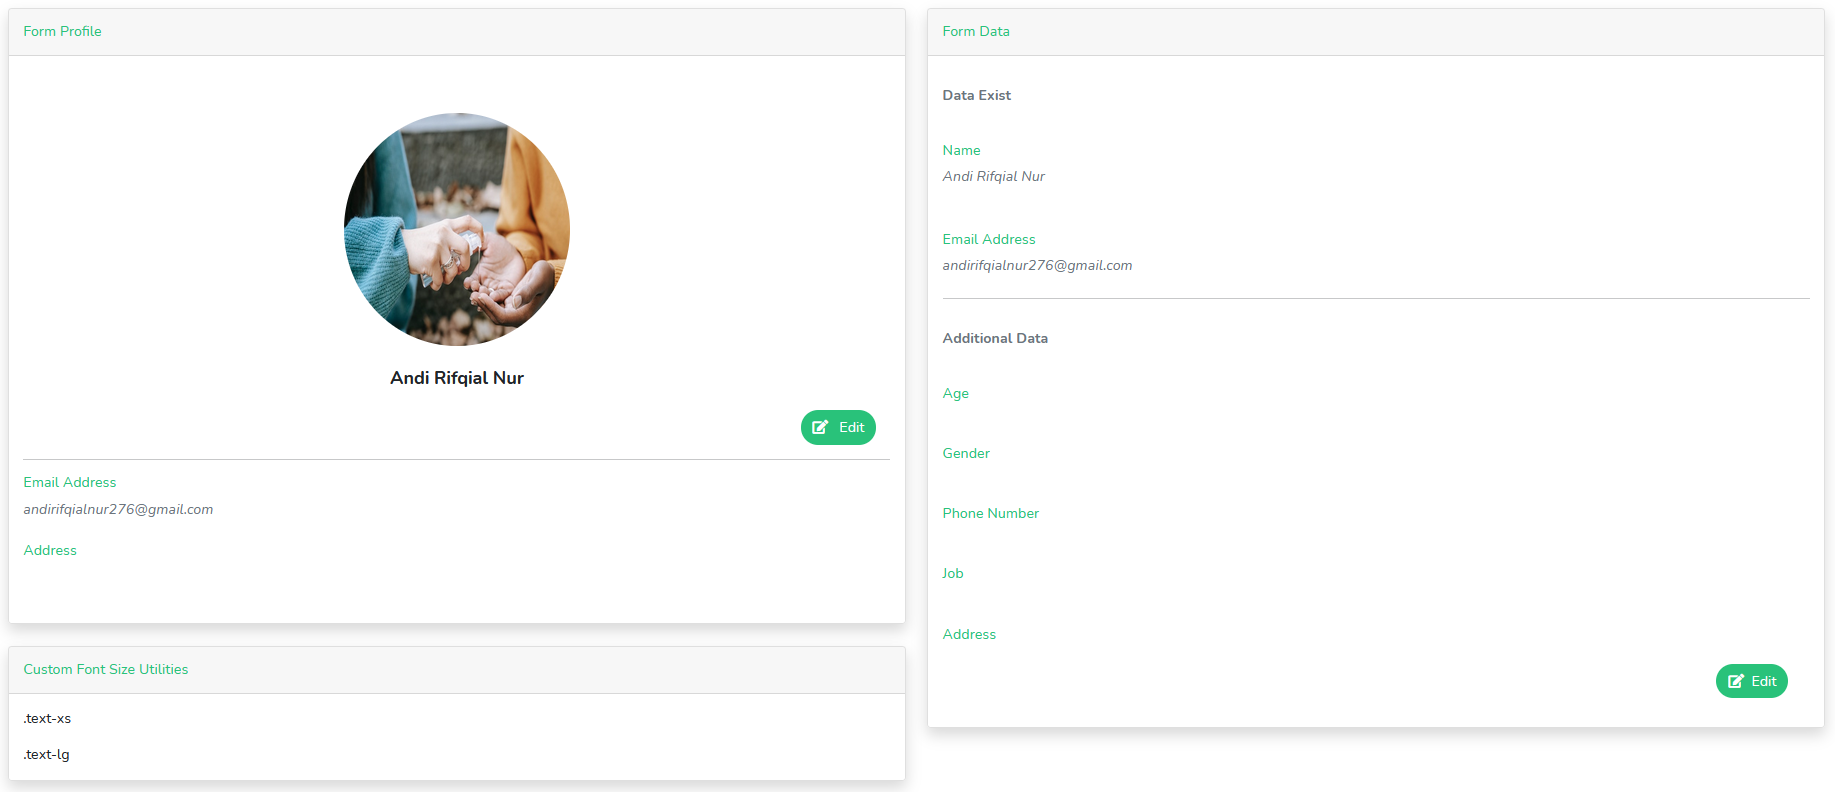 Form Profile
Andi Rifqial Nur
Edit
Email Address
andirifqialnur276@gmail.com
Address
Custom Font Size Utilities
.text-xs
.text-lg
Form Data
Data Exist
Name
Andi Rifqial Nur
Email Address
andirifqialnur276@gmail.com
Additional Data
Age
Gender
Phone Number
Job
Address
Edit